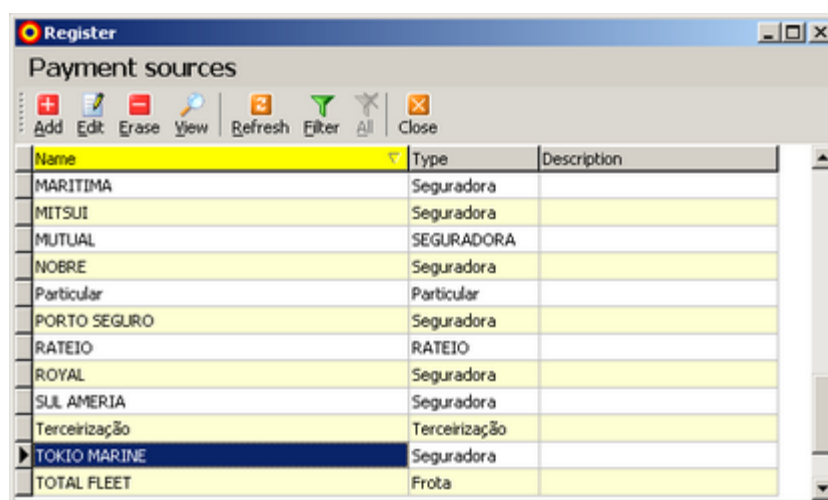 Register
Payment sources
Add Edit Erase View Refresh Filter All Close
Name Type Description
MARITIMA Seguradora
MITSUI Seguradora
MUTUAL SEGURADORA
NOBRE Seguradora
Particular Particular
PORTO SEGURO Seguradora
RATEIO RATEIO
ROYAL Seguradora
SUL AMERIA Seguradora
Terceirização Terceirização
TOKIO MARINE Seguradora
TOTAL FLEET Frota